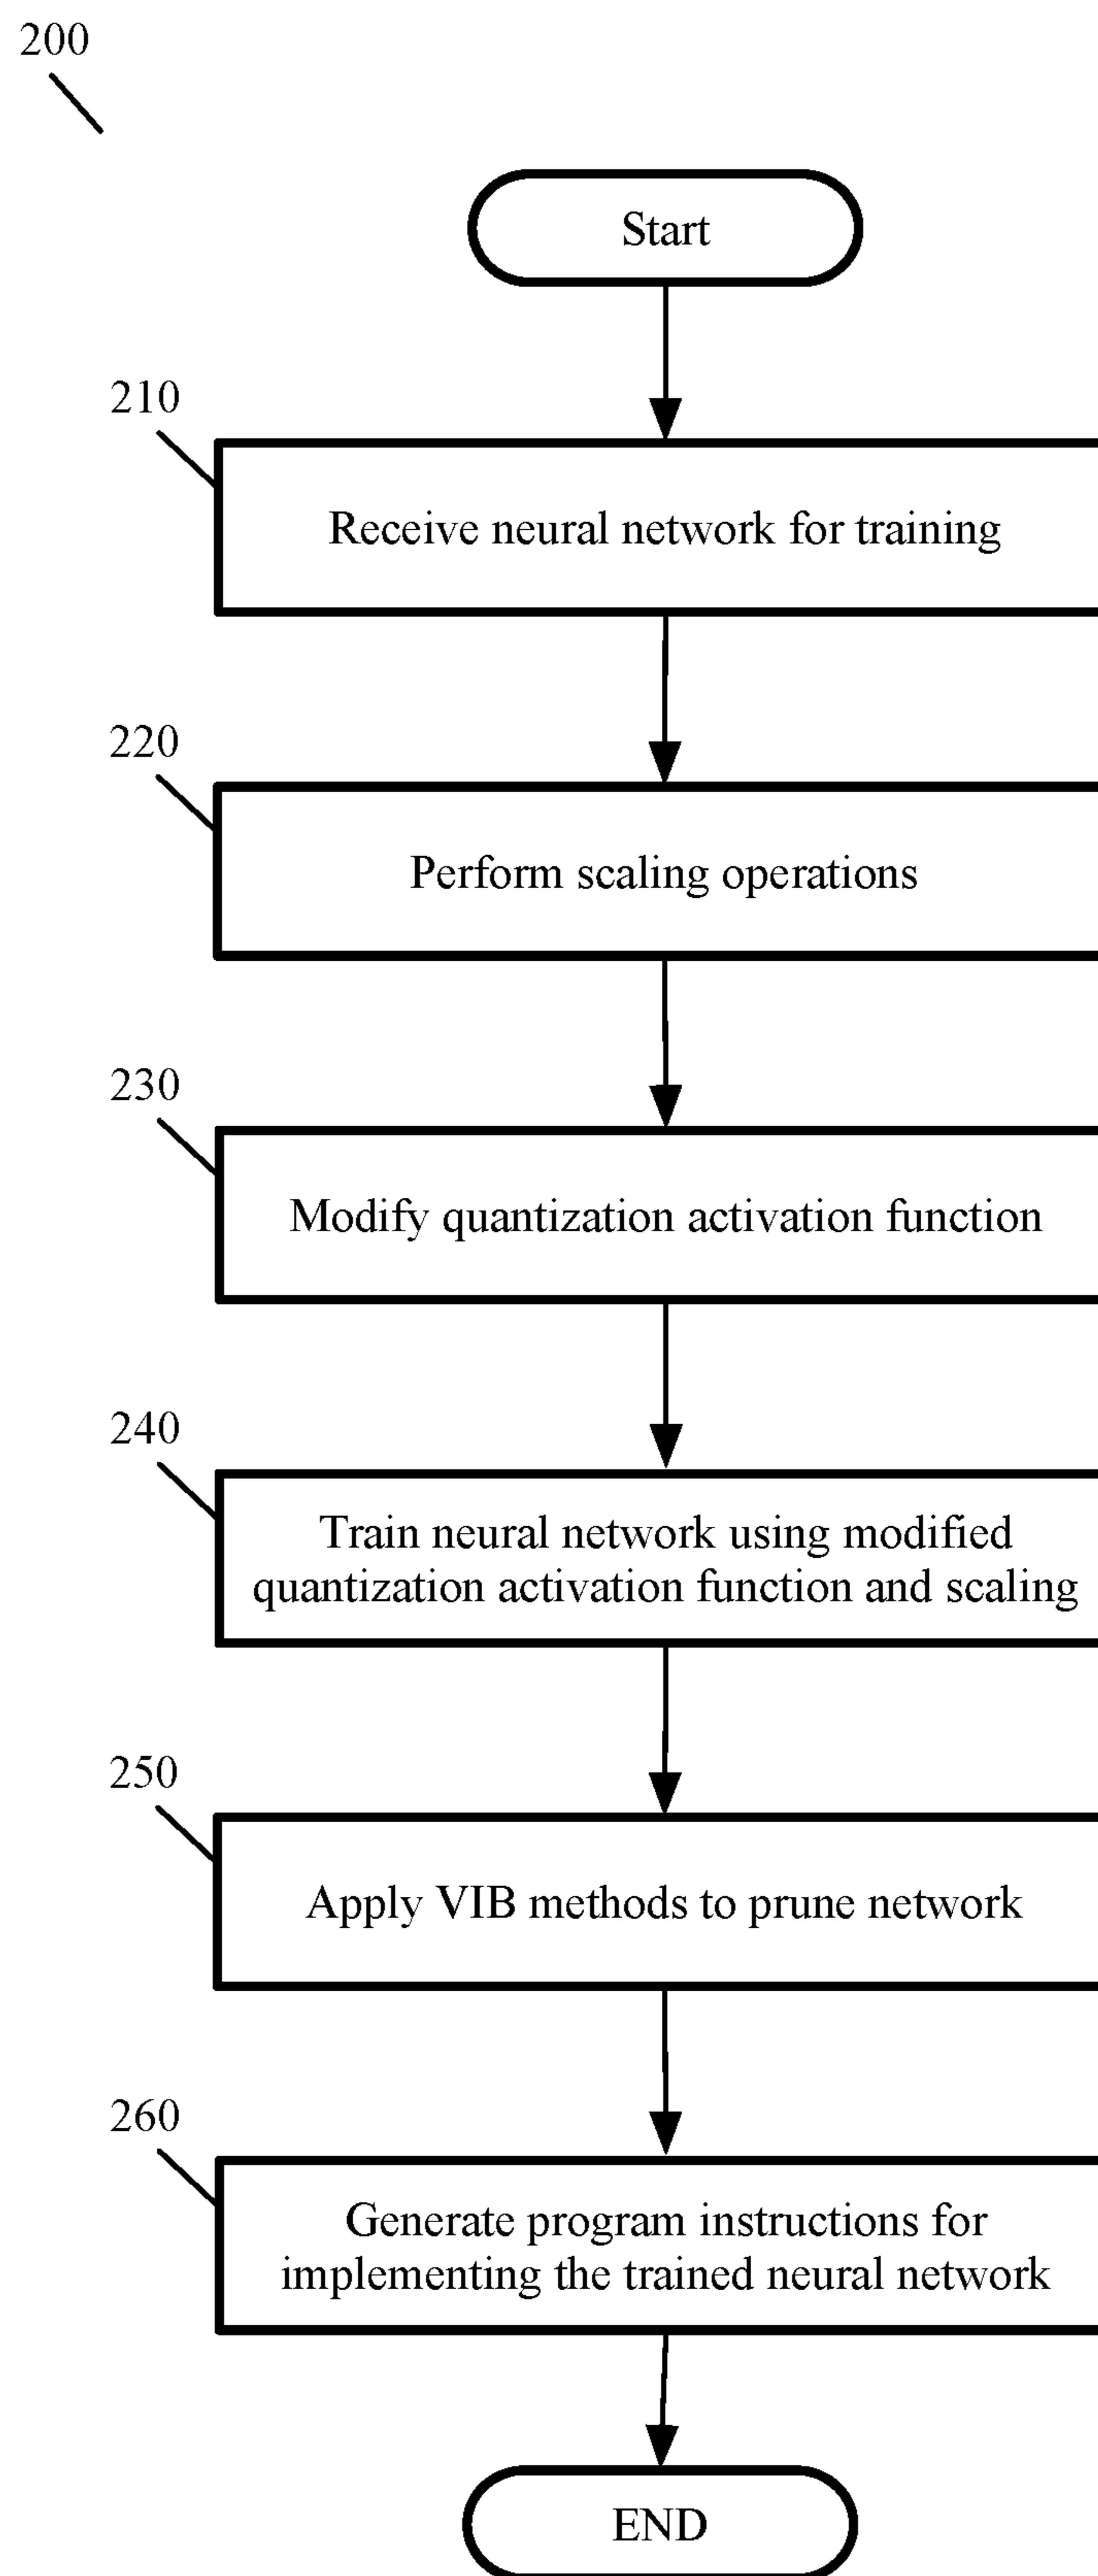 200
Start
210
Receive neural network for training
220
Perform scaling operations
230
Modify quantization activation function
240
Train neural network using modified
quantization activation function and scaling
250
Apply VIB methods to prune network
260
Generate program instructions for
implementing the trained neural network
END